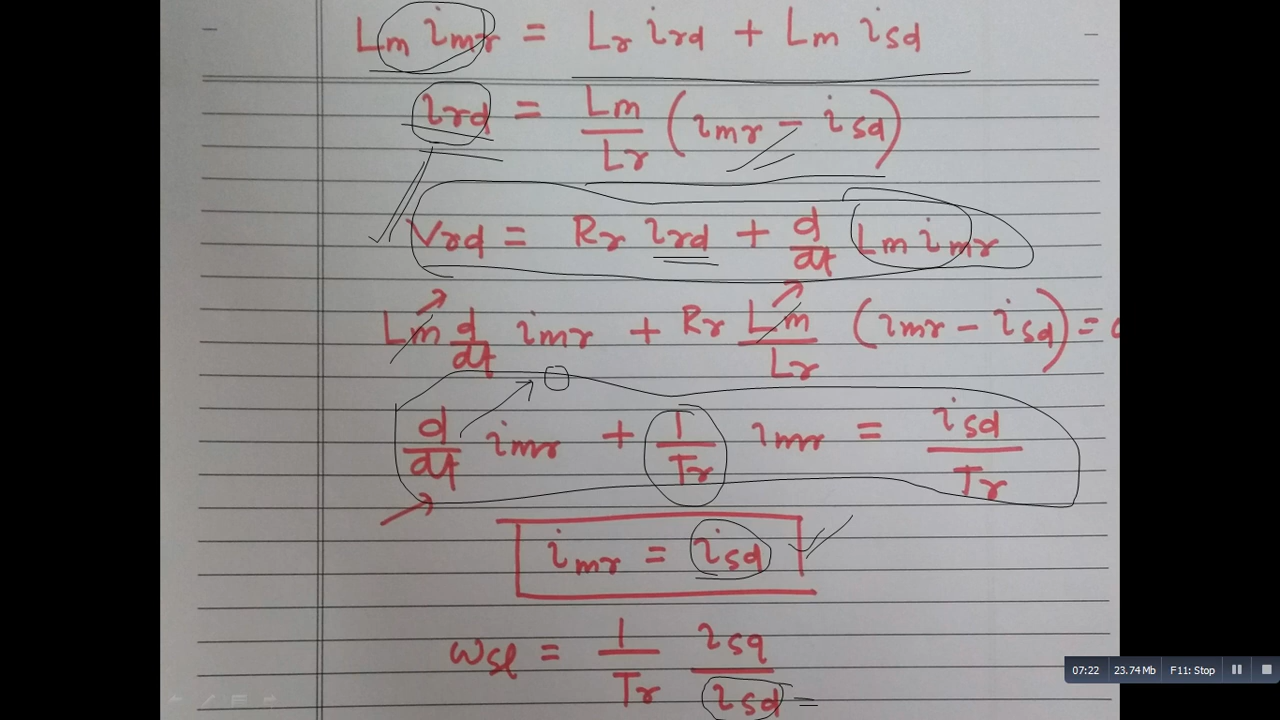 Lm imr = Lr ird + Lm isd
ird = Lm/Lr (imr - isd)
Vrd = Rr ird + d/dt Lm imr
Lm d/dt imr + Rr Lm/Lr (imr - isd) = 0
d/dt imr + 1/Tr imr = isd/Tr
imr = isd
wsl = 1/Tr isq/isd =
07:22 23.74 Mb F11: Stop